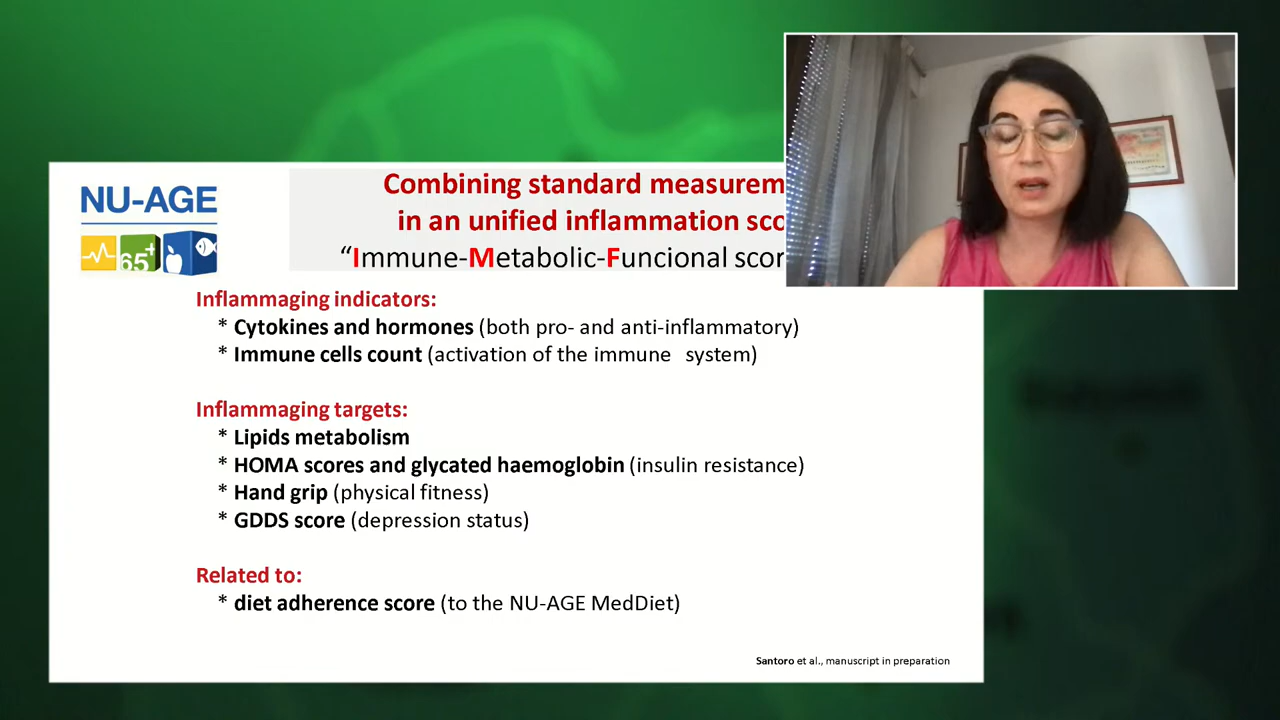 NU-AGE
65+
Combining standard measurem
in an unified inflammation sco
“Immune-Metabolic-Funcional scor
Inflammaging indicators:
* Cytokines and hormones (both pro- and anti-inflammatory)
* Immune cells count (activation of the immune system)
Inflammaging targets:
* Lipids metabolism
* HOMA scores and glycated haemoglobin (insulin resistance)
* Hand grip (physical fitness)
* GDDS score (depression status)
Related to:
* diet adherence score (to the NU-AGE MedDiet)
Santoro et al., manuscript in preparation